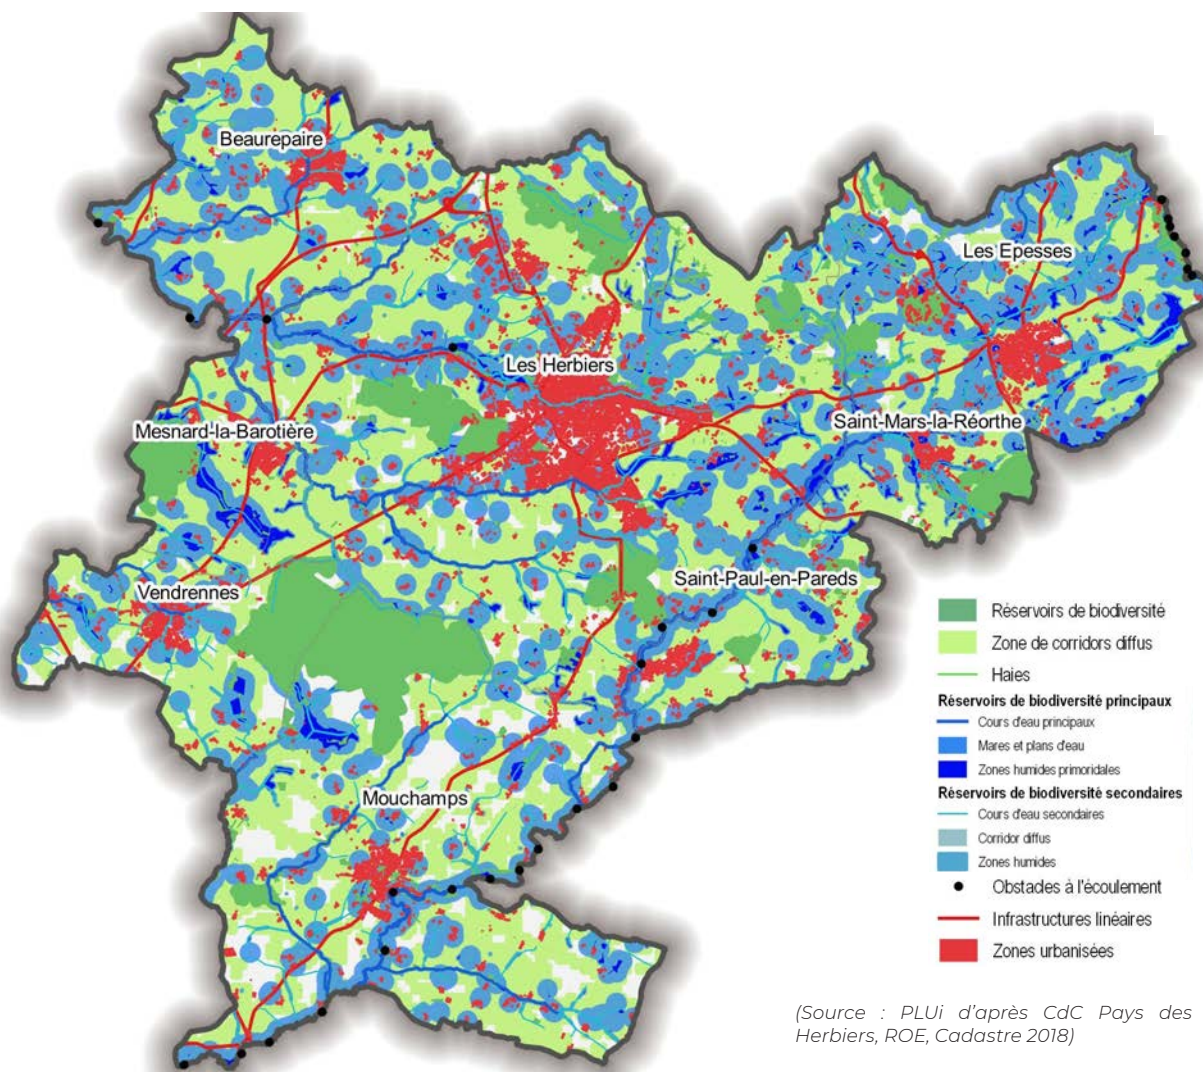 Beaurepaire
Les Epesses
Les Herbiers
Mesnard-la-Barotière
Saint-Mars-la-Réorthe
Saint-Paul-en-Pareds
Vendrennes
Mouchamps
Réservoirs de biodiversité
Zone de corridors diffus
Haies
Réservoirs de biodiversité principaux
Cours d'eau principaux
Mares et plans d'eau
Zones humides primoridales
Réservoirs de biodiversité secondaires
Cours d'eau secondaires
Corridor diffus
Zones humides
Obstades à l'écoulement
Infrastructures linéaires
Zones urbanisées
(Source : PLUi d'après CdC Pays des
Herbiers, ROE, Cadastre 2018)